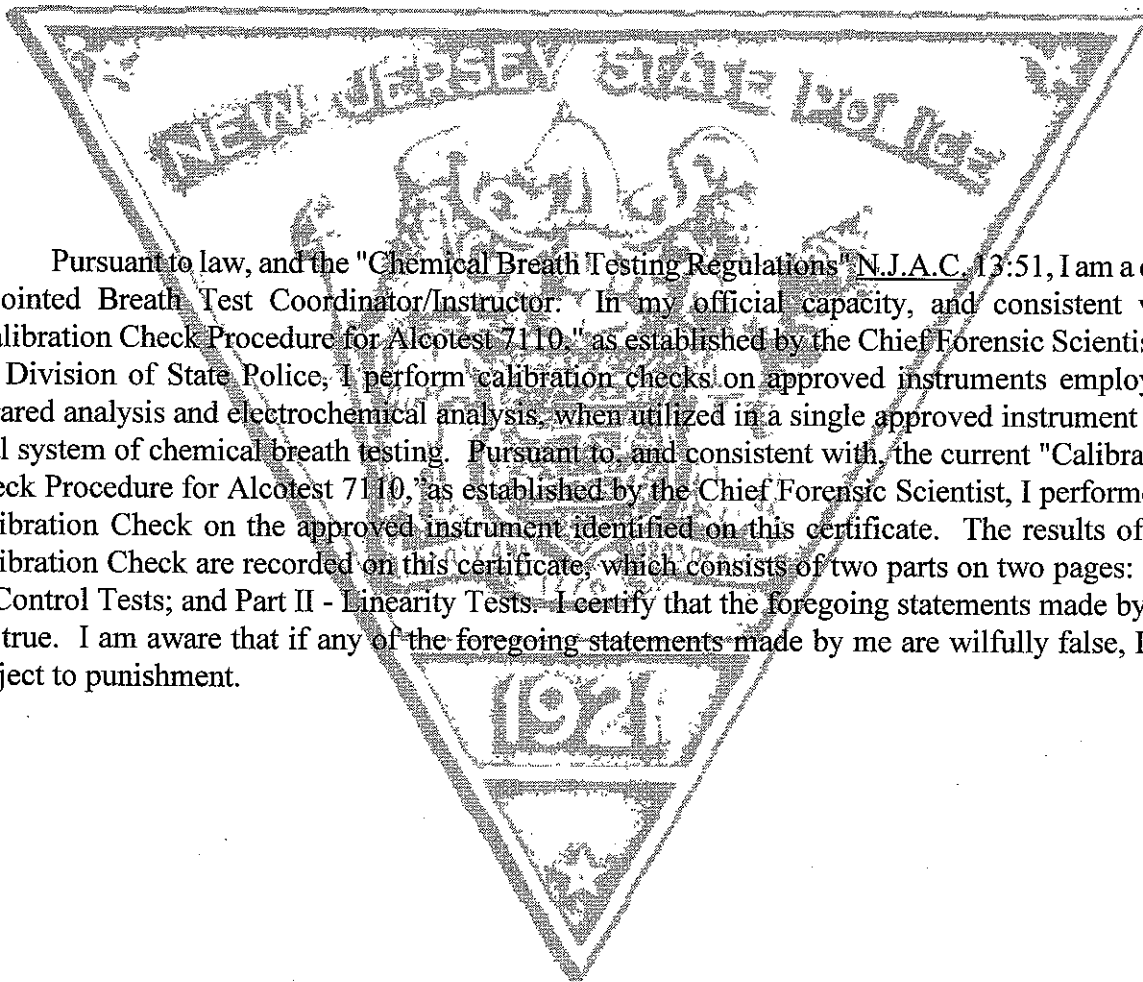 NEW JERSEY STATE POLICE
Pursuant to law, and the "Chemical Breath Testing Regulations" N.J.A.C. 13:51, I am a
ointed Breath Test Coordinator/Instructor. In my official capacity, and consistent
alibration Check Procedure for Alcotest 7110," as established by the Chief Forensic Scientis
Division of State Police, I perform calibration checks on approved instruments employ
ared analysis and electrochemical analysis, when utilized in a single approved instrument
l system of chemical breath testing. Pursuant to, and consistent with, the current "Calibra
eck Procedure for Alcotest 7110," as established by the Chief Forensic Scientist, I perform
libration Check on the approved instrument identified on this certificate. The results of
libration Check are recorded on this certificate, which consists of two parts on two pages:
Control Tests; and Part II - Linearity Tests. I certify that the foregoing statements made by
true. I am aware that if any of the foregoing statements made by me are wilfully false, I
ject to punishment.
1921